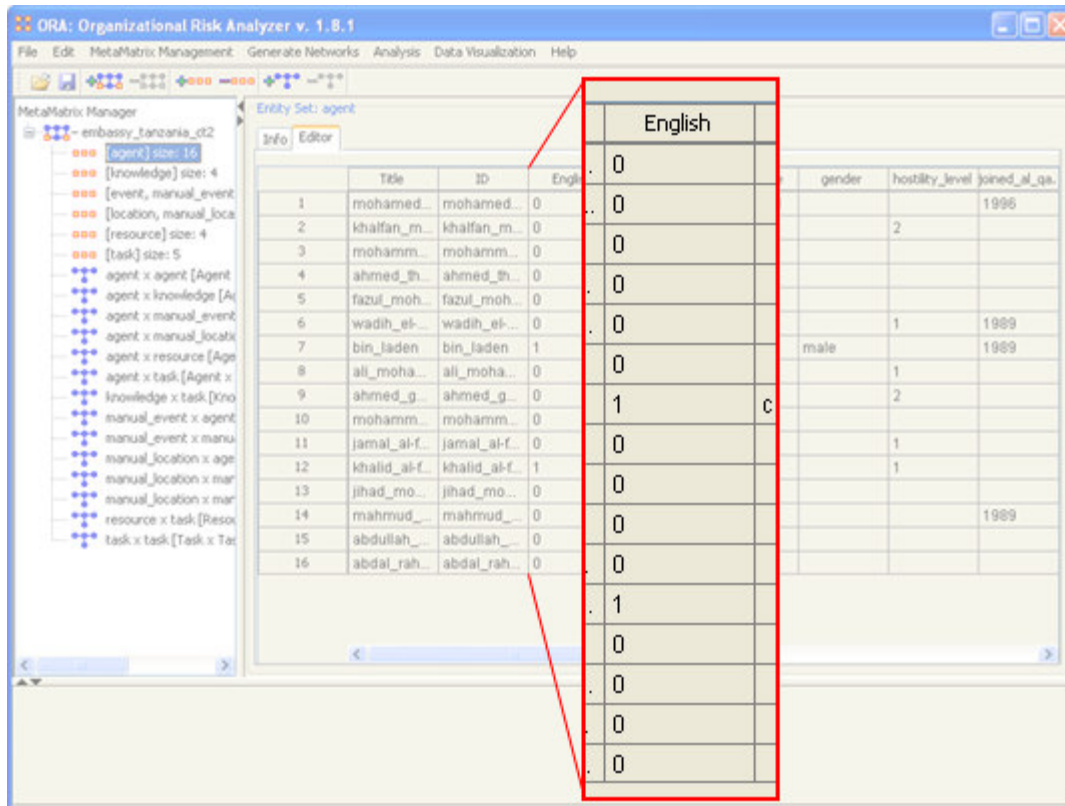 ORA: Organizational Risk Analyzer v. 1.8.1
File Edit MetaMatrix Management Generate Networks Analysis Data Visualization Help
MetaMatrix Manager
embassy_tanzania_ct2
[agent] size: 16
[knowledge] size: 4
[event, manual_event
[location, manual_loca
[resource] size: 4
[task] size: 5
agent x agent [Agent
agent x knowledge [Ag
agent x manual_event
agent x manual_locatio
agent x resource [Age
agent x task [Agent x
knowledge x task [Kno
manual_event x agent
manual_event x manu
manual_location x age
manual_location x mar
manual_location x mar
resource x task [Resou
task x task [Task x Tas
Entity Set: agent
Info Editor
Title ID Englis gender hostility_level joined_al_qa.
1 mohamed... mohamed... 0 1996
2 khalfan_m... khalfan_m... 0 2
3 mohamm... mohamm... 0
4 ahmed_th... ahmed_th... 0
5 fazul_moh... fazul_moh... 0
6 wadih_el-... wadih_el-... 0 1 1989
7 bin_laden bin_laden 1 male 1989
8 ali_moha... ali_moha... 0 1
9 ahmed_g... ahmed_g... 0 2
10 mohamm... mohamm... 0
11 jamal_al-f... jamal_al-f... 0 1
12 khalid_al-f... khalid_al-f... 1 1
13 jihad_mo... jihad_mo... 0
14 mahmud_... mahmud_... 0 1989
15 abdullah_... abdullah_... 0
16 abdal_rah... abdal_rah... 0
English
. 0
.. 0
0
. 0
. 0
0
1 c
0
0
0
. 0
. 1
0
. 0
. 0
. 0